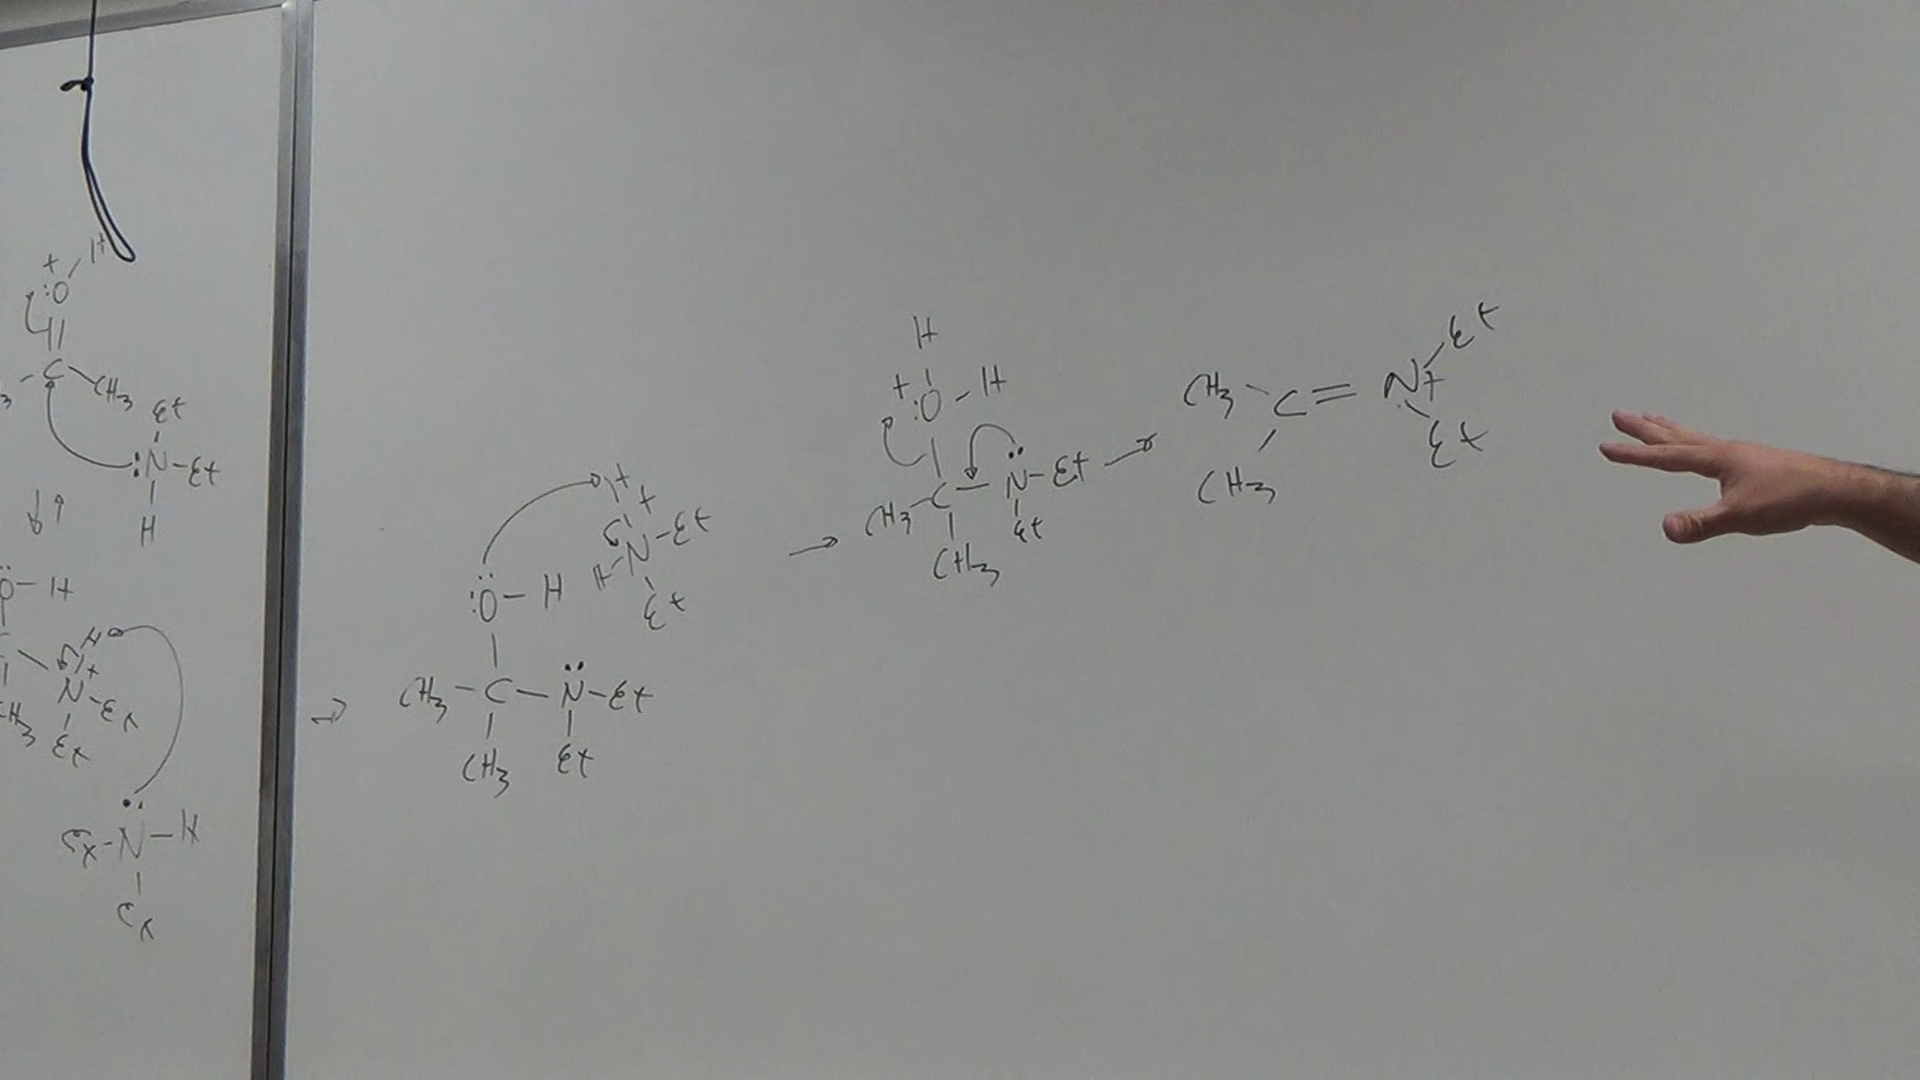 + H
:O
C CH3
Et
:N-Et
H
O-H
H
+
N-Et
H3 Et
Et-N-H
Et
H +
N-Et
H
Et
:O-H
CH3-C-N-Et
CH3 Et
H
+ :O-H
CH3 C-N-Et
CH3 Et
CH3 C=N+ Et
CH3 Et